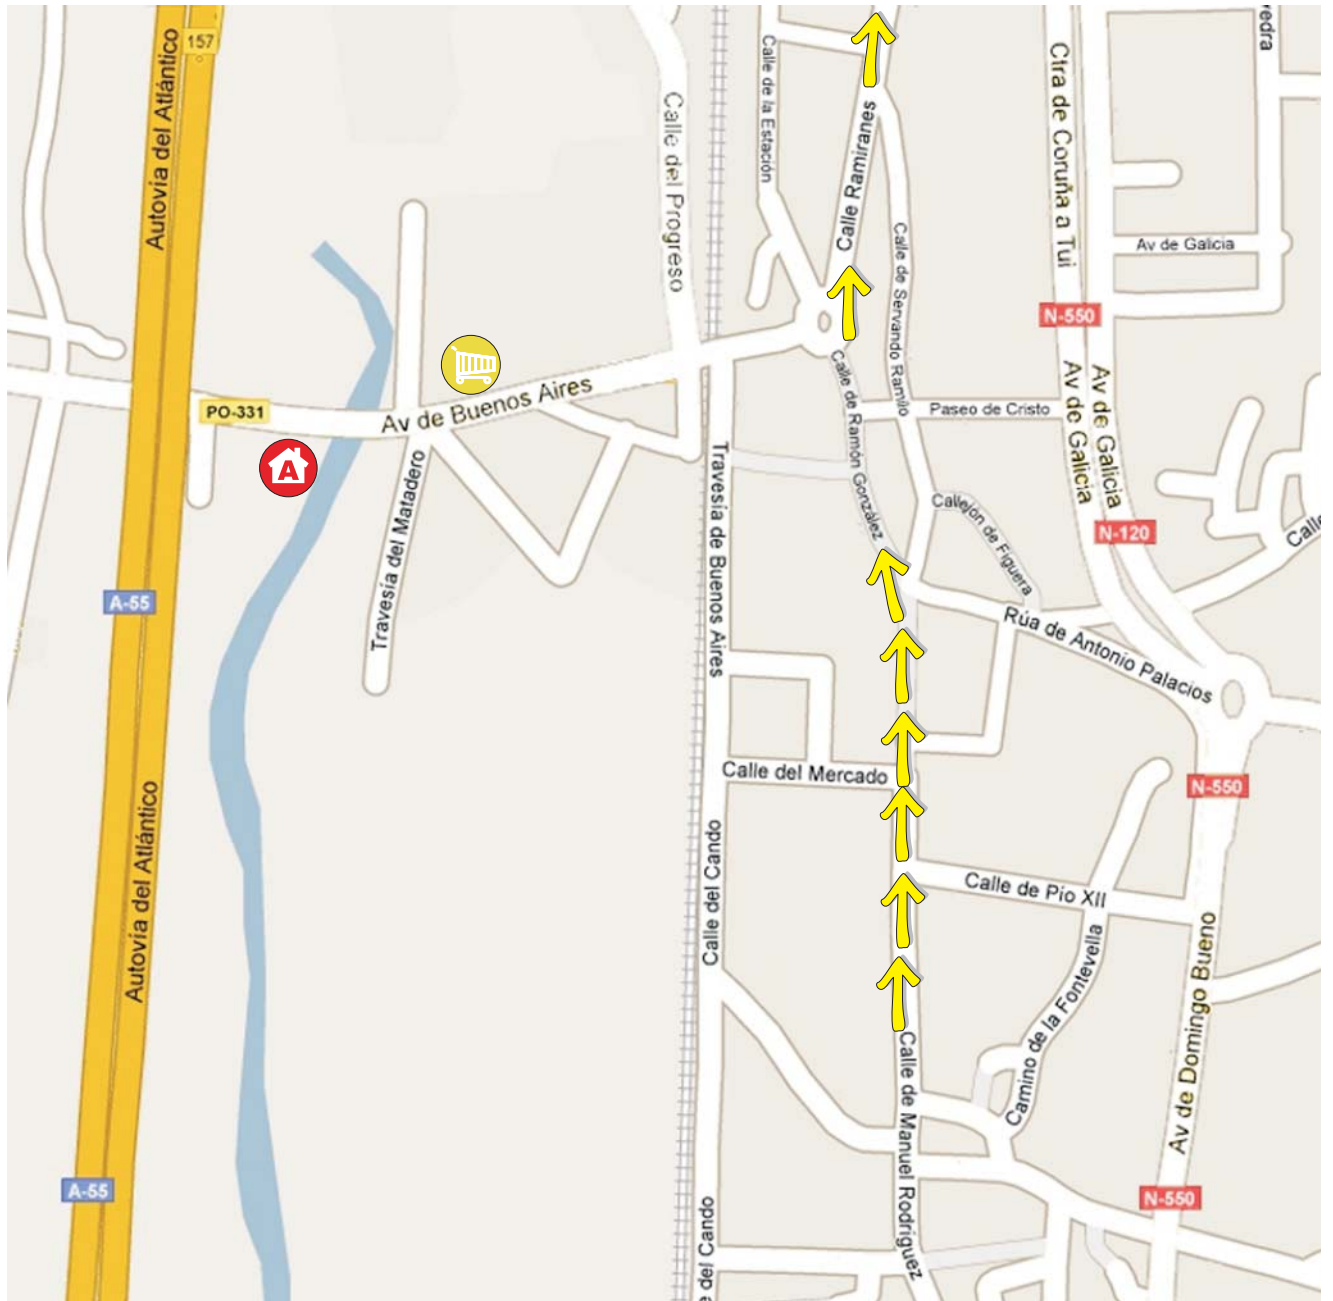 157
Autovía del Atlántico
Calle de la Estación
Calle del Progreso
Calle Ramiranes
Ctra de Coruña a Tui
vedra
Calle de Servando Ramilo
Av de Galicia
N-550
Av de Buenos Aires
PO-331
A
Calle de Ramón González
Paseo de Cristo
Av de Galicia
Av de Galicia
N-120
Calle
Travesía del Matadero
Travesía de Buenos Aires
Callejón de Figuera
A-55
Rúa de Antonio Palacios
Calle del Mercado
N-550
Autovía del Atlántico
Calle del Cando
Calle de Pío XII
Camino de la Fontevella
Av de Domingo Bueno
Calle de Manuel Rodríguez
A-55
N-550
e del Cando